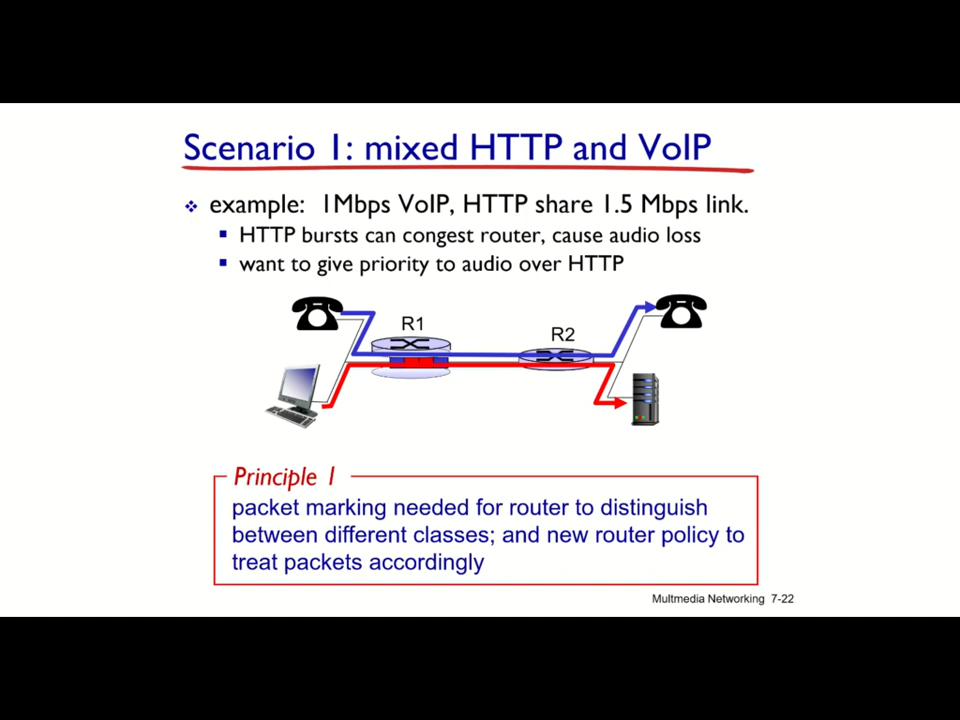 Scenario 1: mixed HTTP and VoIP
example: 1Mbps VoIP, HTTP share 1.5 Mbps link.
HTTP bursts can congest router, cause audio loss
want to give priority to audio over HTTP
R1
R2
Principle 1
packet marking needed for router to distinguish
between different classes; and new router policy to
treat packets accordingly
Multmedia Networking 7-22